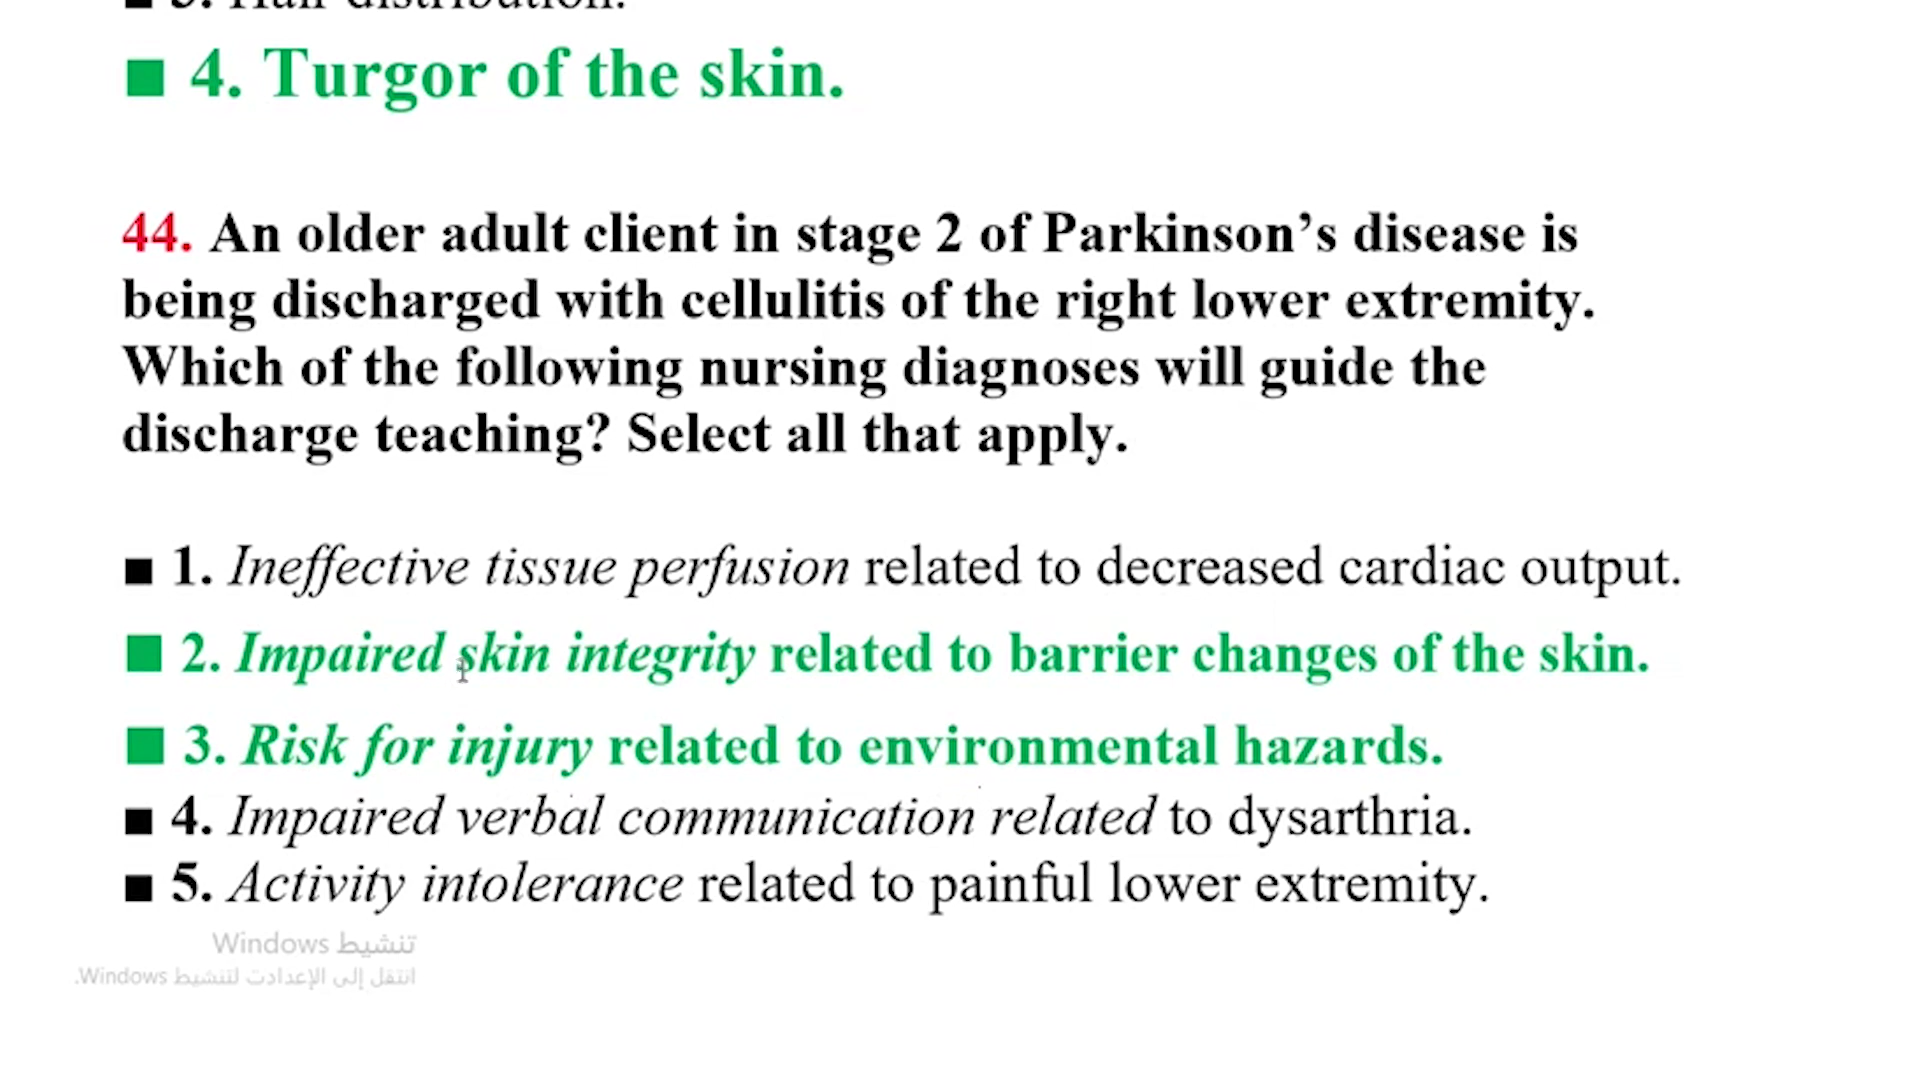 3. Hair distribution.
■ 4. Turgor of the skin.
44. An older adult client in stage 2 of Parkinson’s disease is
being discharged with cellulitis of the right lower extremity.
Which of the following nursing diagnoses will guide the
discharge teaching? Select all that apply.
■ 1. Ineffective tissue perfusion related to decreased cardiac output.
■ 2. Impaired skin integrity related to barrier changes of the skin.
■ 3. Risk for injury related to environmental hazards.
■ 4. Impaired verbal communication related to dysarthria.
■ 5. Activity intolerance related to painful lower extremity.
تنشيط Windows
انتقل إلى الإعدادت لتنشيط Windows.